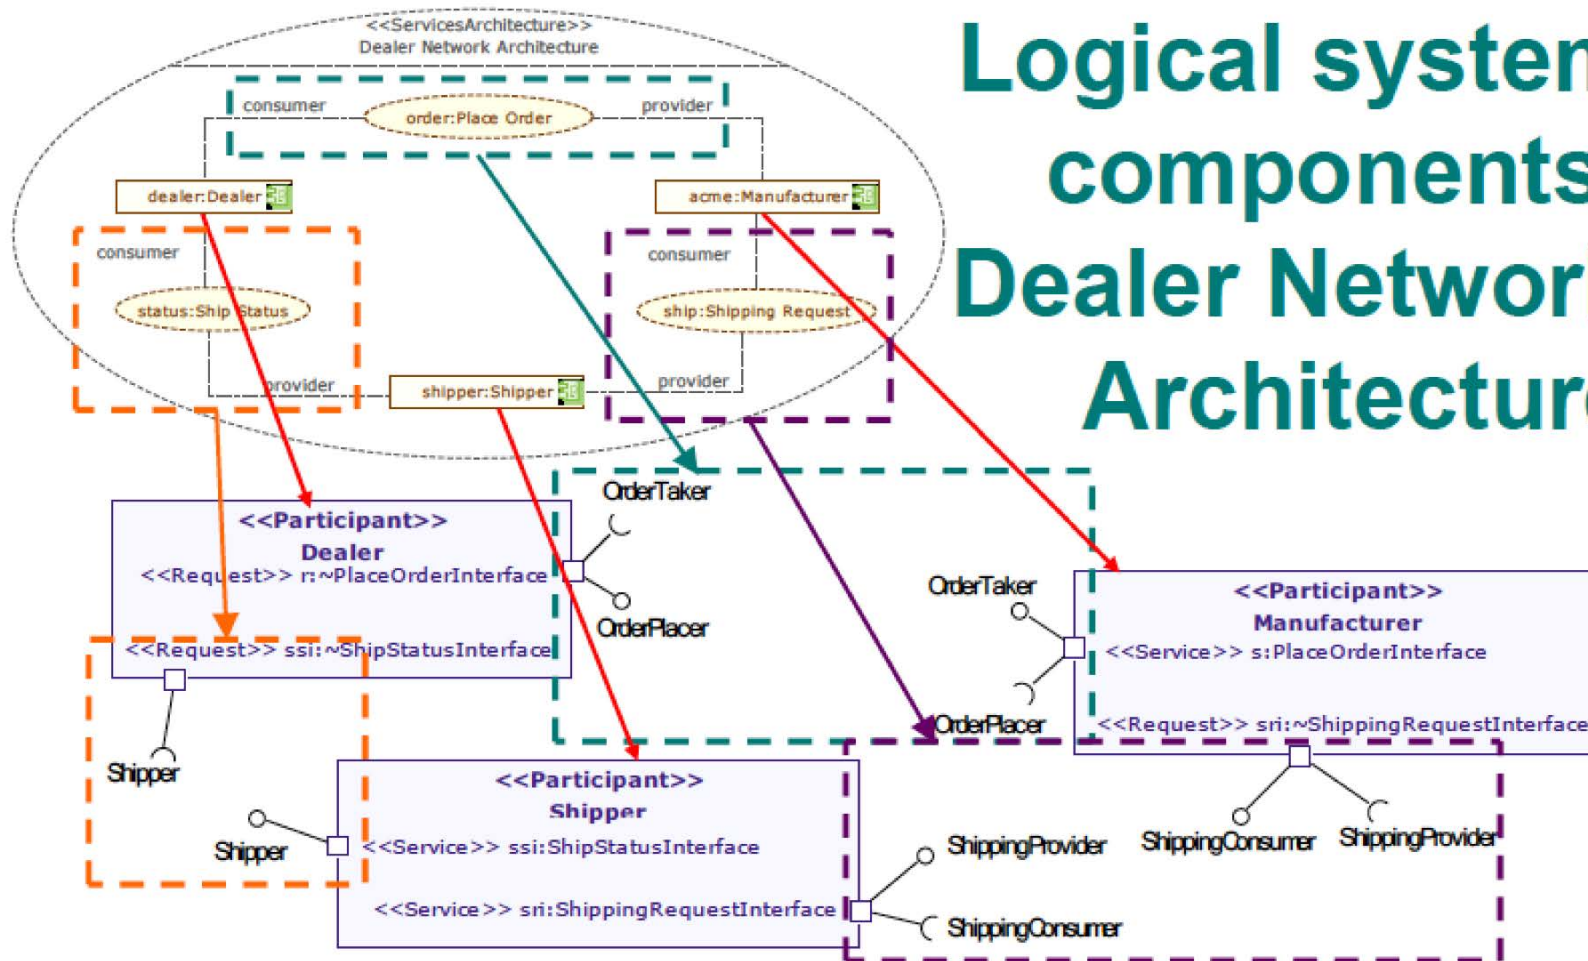 <<ServicesArchitecture>>
Dealer Network Architecture
Logical system
components
Dealer Network
Architecture
consumer
order:Place Order
provider
dealer:Dealer
acme:Manufacturer
consumer
consumer
status:Ship Status
ship:Shipping Request
provider
shipper:Shipper
provider
OrderTaker
<<Participant>>
Dealer
<<Request>> r:~PlaceOrderInterface
OrderPlacer
<<Request>> ssi:~ShipStatusInterface
Shipper
OrderTaker
<<Participant>>
Manufacturer
<<Service>> s:PlaceOrderInterface
OrderPlacer
<<Request>> sri:~ShippingRequestInterface
<<Participant>>
Shipper
Shipper
<<Service>> ssi:ShipStatusInterface
<<Service>> sri:ShippingRequestInterface
ShippingProvider
ShippingConsumer
ShippingConsumer
ShippingProvider